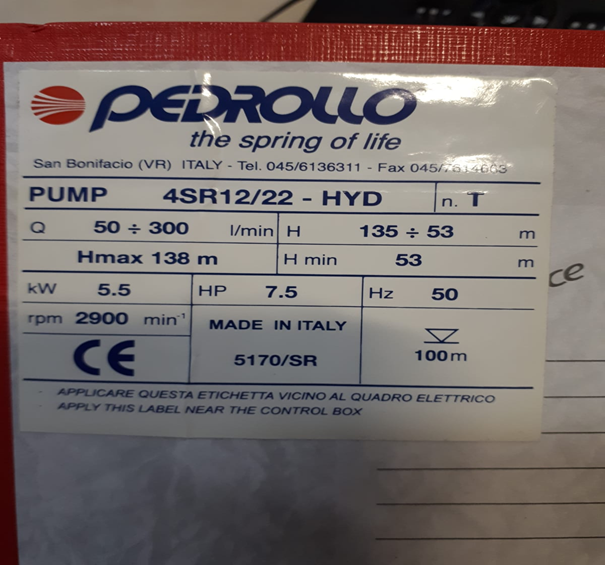 PEDROLLO
the spring of life
San Bonifacio (VR) ITALY - Tel. 045/6136311 - Fax
PUMP 4SR12/22 - HYD n. T
Q 50 ÷ 300 l/min H 135 ÷ 53 m
Hmax 138 m H min 53 m
kW 5.5 HP 7.5 Hz 50
rpm 2900 min⁻¹ MADE IN ITALY
CE 5170/SR 100m
APPLICARE QUESTA ETICHETTA VICINO AL QUADRO ELETTRICO
APPLY THIS LABEL NEAR THE CONTROL BOX